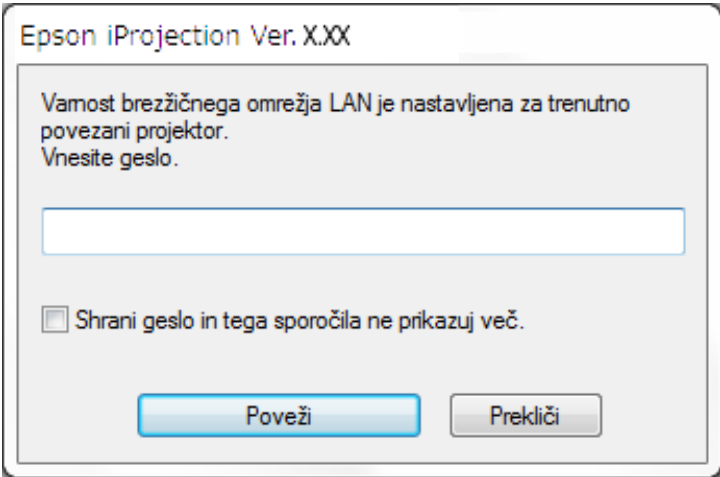 Epson iProjection Ver. X.XX
Varnost brezžičnega omrežja LAN je nastavljena za trenutno
povezani projektor.
Vnesite geslo.
Shrani geslo in tega sporočila ne prikazuj več.
Poveži
Prekliči